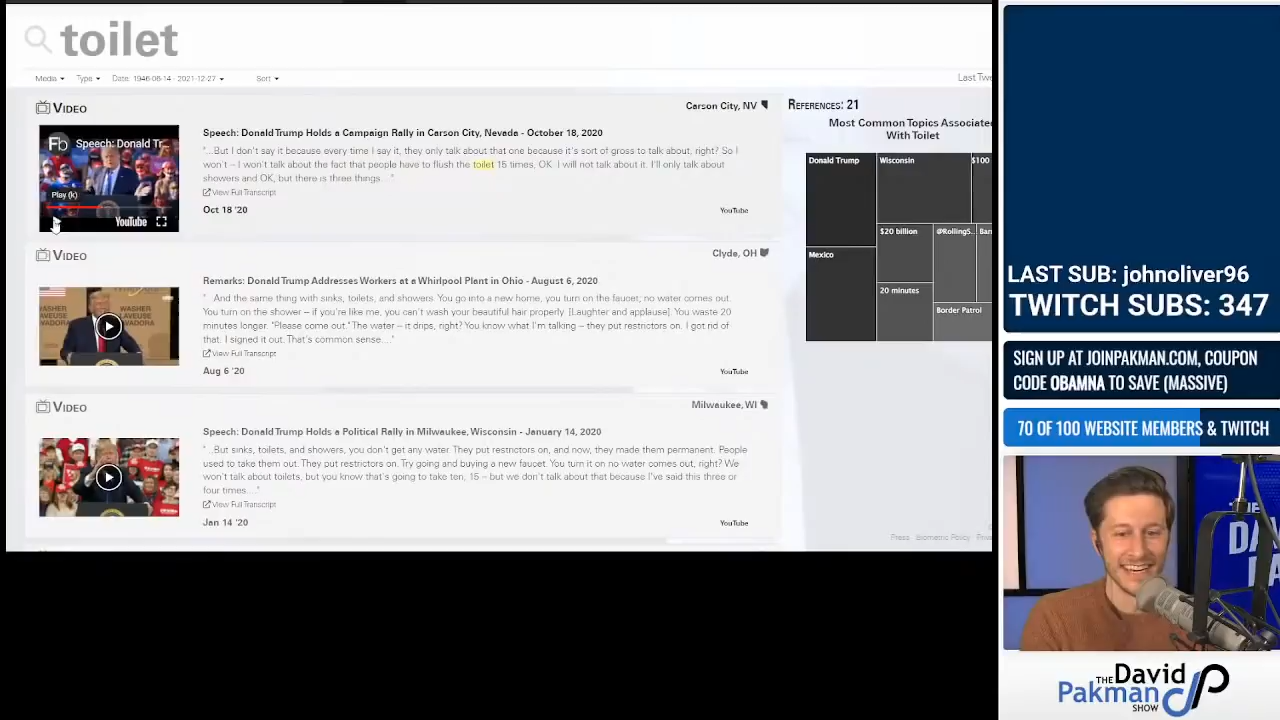 toilet
Media Type Date: 1946-06-14 - 2021-12-27 Sort
Last Twe
VIDEO
Carson City, NV
Fb Speech: Donald Tr...
Play (k)
YouTube
Speech: Donald Trump Holds a Campaign Rally in Carson City, Nevada - October 18, 2020
"...But I don't say it because every time I say it, they only talk about that one because it's sort of gross to talk about, right? So I
won't – I won't talk about the fact that people have to flush the toilet 15 times, OK. I will not talk about it. I'll only talk about
showers and OK, but there is three things...."
View Full Transcript
Oct 18 '20
YouTube
VIDEO
Clyde, OH
Remarks: Donald Trump Addresses Workers at a Whirlpool Plant in Ohio - August 6, 2020
"...And the same thing with sinks, toilets, and showers. You go into a new home, you turn on the faucet; no water comes out.
You turn on the shower – if you're like me, you can't wash your beautiful hair properly. [Laughter and applause]. You waste 20
minutes longer. "Please come out." The water – it drips, right? You know what I'm talking – they put restrictors on. I got rid of
that. I signed it out. That's common sense...."
View Full Transcript
Aug 6 '20
YouTube
WASHER
VIDEO
Milwaukee, WI
Speech: Donald Trump Holds a Political Rally in Milwaukee, Wisconsin - January 14, 2020
"...But sinks, toilets, and showers, you don't get any water. They put restrictors on, and now, they made them permanent. People
used to take them out. They put restrictors on. Try going and buying a new faucet. You turn it on no water comes out, right? We
won't talk about toilets, but you know that's going to take ten, 15 – but we don't talk about that because I've said this three or
four times...."
View Full Transcript
Jan 14 '20
YouTube
REFERENCES: 21
Most Common Topics Associated
With Toilet
Donald Trump
Wisconsin
$100
Mexico
$20 billion
@RollingS...
Bar
20 minutes
Border Patrol
Press Biometric Policy Priva
LAST SUB: johnoliver96
TWITCH SUBS: 347
SIGN UP AT JOINPAKMAN.COM, COUPON
CODE OBAMNA TO SAVE (MASSIVE)
70 OF 100 WEBSITE MEMBERS & TWITCH
THE David
Pakman
SHOW